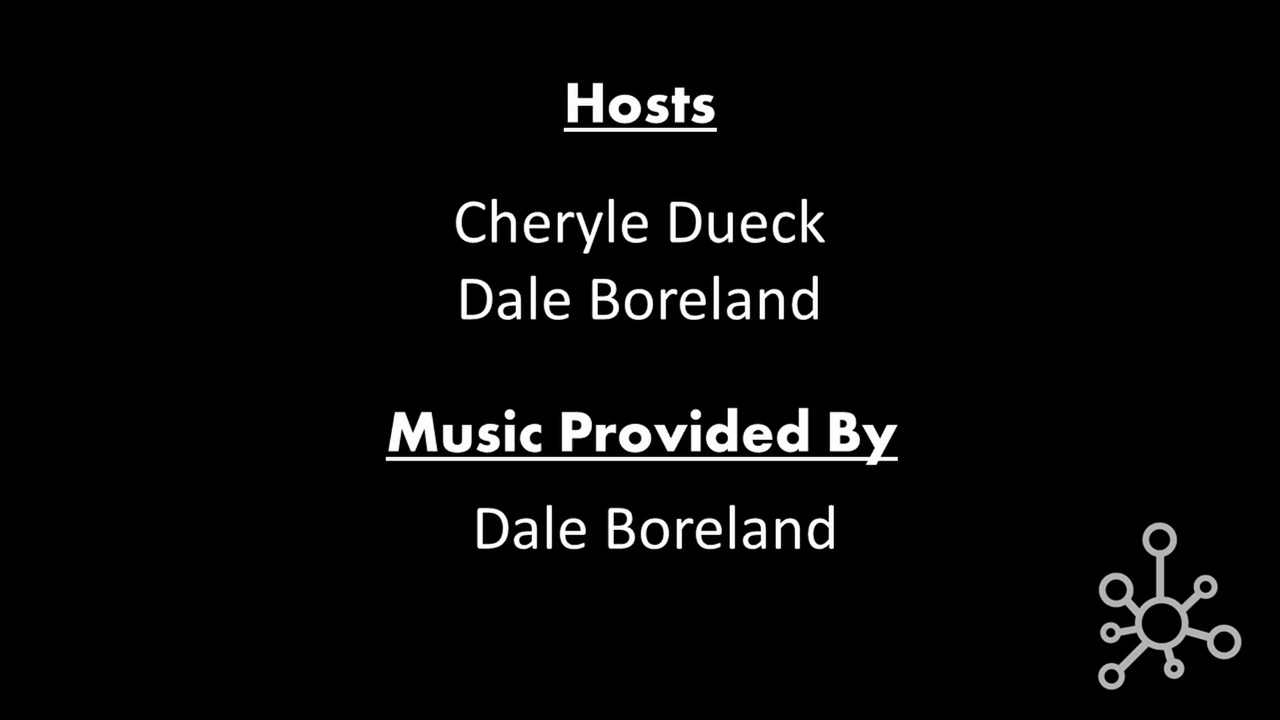 Hosts
Cheryle Dueck
Dale Boreland
Music Provided By
Dale Boreland